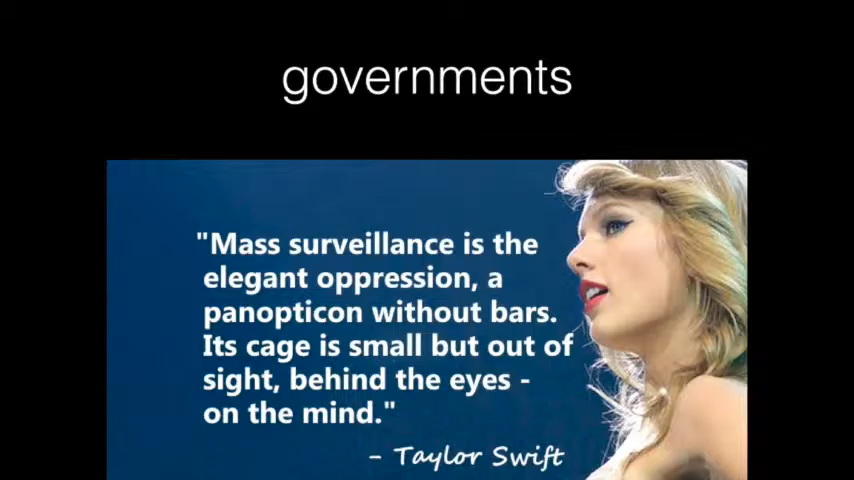 governments
"Mass surveillance is the
elegant oppression, a
panopticon without bars.
Its cage is small but out of
sight, behind the eyes -
on the mind."
- Taylor Swift